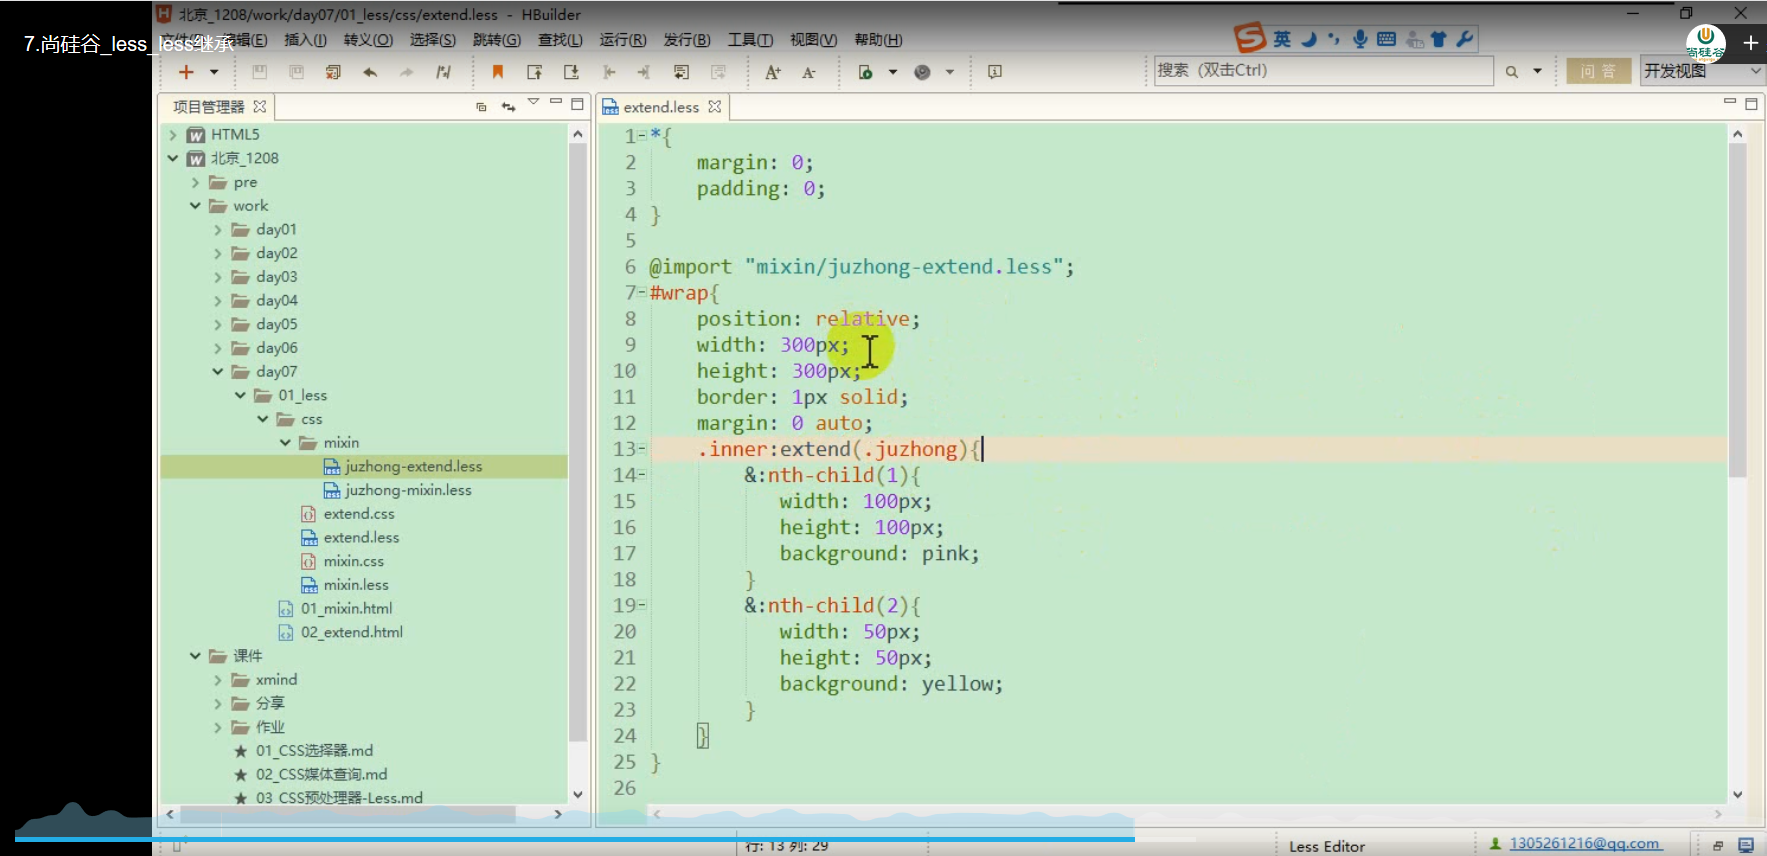 北京_1208/work/day07/01_less/css/extend.less - HBuilder
7.尚硅谷_less_less继承
编辑(E) 插入(I) 转义(O) 选择(S) 跳转(G) 查找(L) 运行(R) 发行(B) 工具(T) 视图(V) 帮助(H)
英
尚硅谷
搜索 (双击Ctrl)
问答
开发视图
项目管理器
extend.less
HTML5
北京_1208
pre
work
day01
day02
day03
day04
day05
day06
day07
01_less
css
mixin
juzhong-extend.less
juzhong-mixin.less
extend.css
extend.less
mixin.css
mixin.less
01_mixin.html
02_extend.html
课件
xmind
分享
作业
01_CSS选择器.md
02_CSS媒体查询.md
03 CSS预处理器-Less.md
1 *{
2 margin: 0;
3 padding: 0;
4 }
5
6 @import "mixin/juzhong-extend.less";
7 #wrap{
8 position: relative;
9 width: 300px;
10 height: 300px;
11 border: 1px solid;
12 margin: 0 auto;
13 .inner:extend(.juzhong){
14 &:nth-child(1){
15 width: 100px;
16 height: 100px;
17 background: pink;
18 }
19 &:nth-child(2){
20 width: 50px;
21 height: 50px;
22 background: yellow;
23 }
24 }
25 }
26
行: 13 列: 29
Less Editor
1305261216@qq.com